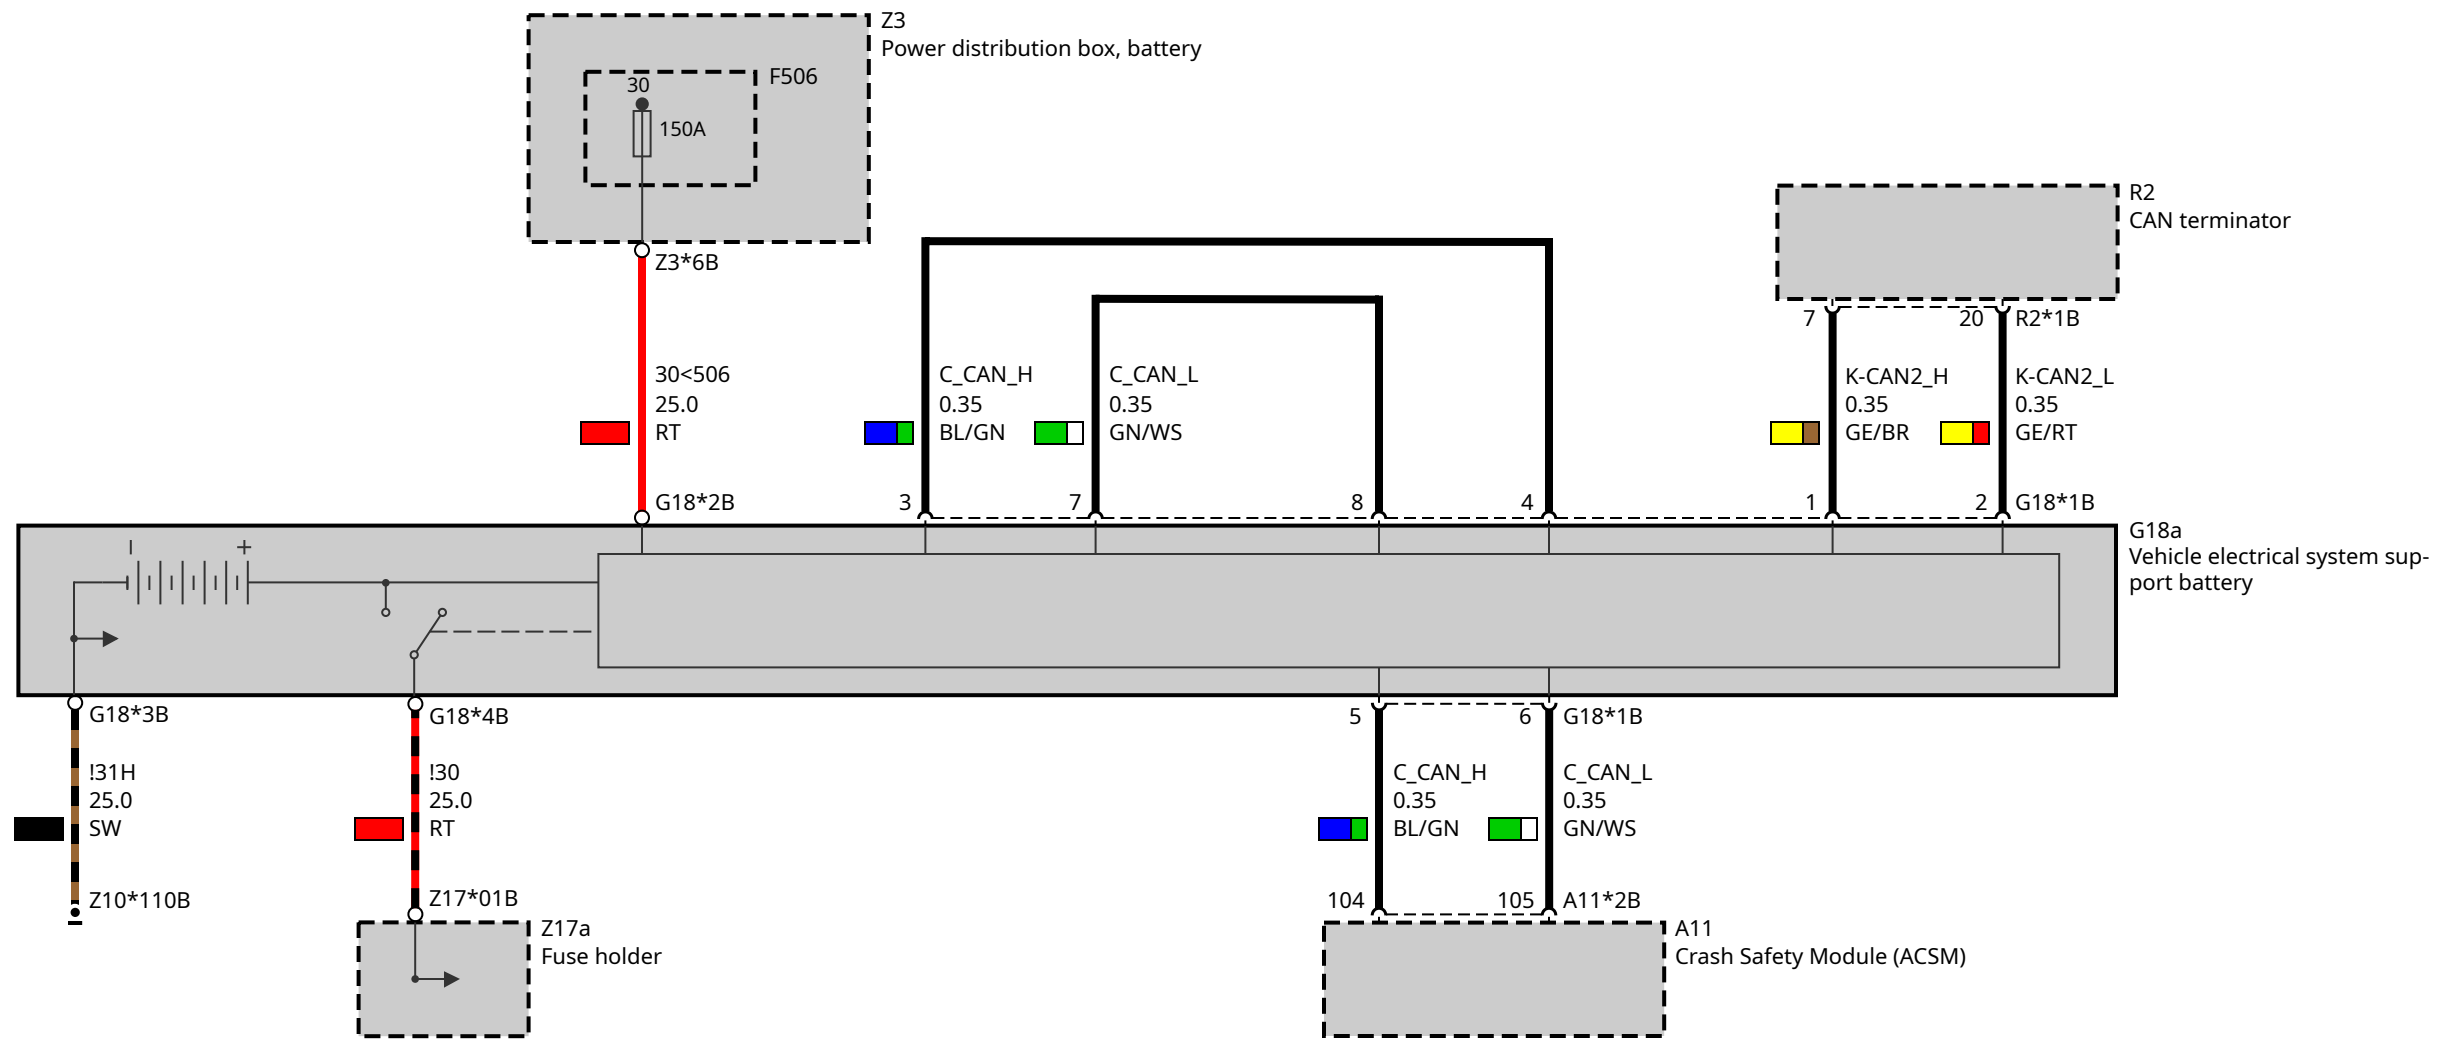 Z3
Power distribution box, battery
F506
30
150A
Z3*6B
R2
CAN terminator
7
20
R2*1B
30<506
25.0
RT
C_CAN_H
0.35
BL/GN
C_CAN_L
0.35
GN/WS
K-CAN2_H
0.35
GE/BR
K-CAN2_L
0.35
GE/RT
G18*2B
3
7
8
4
1
2
G18*1B
G18a
Vehicle electrical system sup-
port battery
–
+
G18*3B
G18*4B
5
6
G18*1B
!31H
25.0
SW
!30
25.0
RT
C_CAN_H
0.35
BL/GN
C_CAN_L
0.35
GN/WS
Z10*110B
Z17*01B
104
105
A11*2B
Z17a
Fuse holder
A11
Crash Safety Module (ACSM)